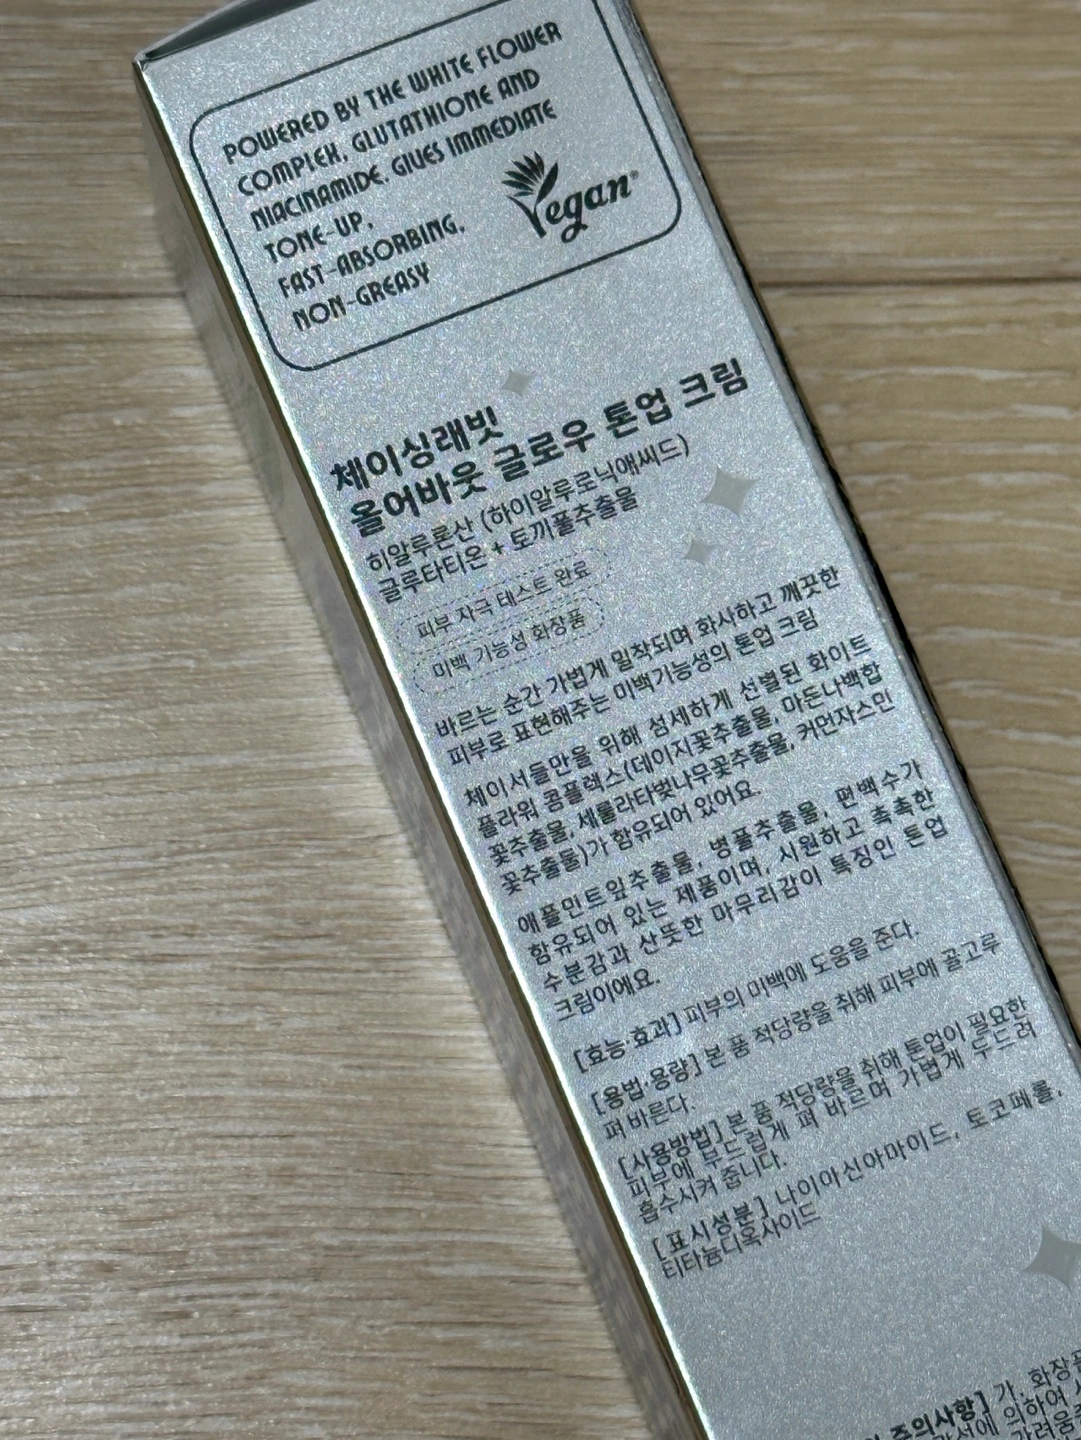 POWERED BY THE WHITE FLOWER
COMPLEX, GLUTATHIONE AND
NIACINAMIDE. GIVES IMMEDIATE
TONE-UP,
FAST-ABSORBING,
NON-GREASY
Vegan®
체이싱래빗
올어바웃 글로우 톤업 크림
히알루론산 (하이알루로닉애씨드)
글루타티온 + 토끼풀추출물
피부 자극 테스트 완료
미백 기능성 화장품
바르는 순간 가볍게 밀착되며 화사하고 깨끗한
피부로 표현해주는 미백기능성의 톤업 크림
체이서들만을 위해 섬세하게 선별된 화이트
플라워 콤플렉스(데이지꽃추출물, 마돈나백합
꽃추출물, 세룰라타벚나무꽃추출물, 커먼자스민
꽃추출물)가 함유되어 있어요.
애플민트잎추출물, 병풀추출물, 편백수가
함유되어 있는 제품이며, 시원하고 촉촉한
수분감과 산뜻한 마무리감이 특징인 톤업
크림이에요.
[효능·효과] 피부의 미백에 도움을 준다.
[용법·용량] 본 품 적당량을 취해 피부에 골고루
펴 바른다.
[사용방법] 본 품 적당량을 취해 톤업이 필요한
피부에 부드럽게 펴 바르며 가볍게 두드려
흡수시켜 줍니다.
[표시성분] 나이아신아마이드, 토코페롤,
티타늄디옥사이드
주의사항] 가. 화장품
의하여
가려움증